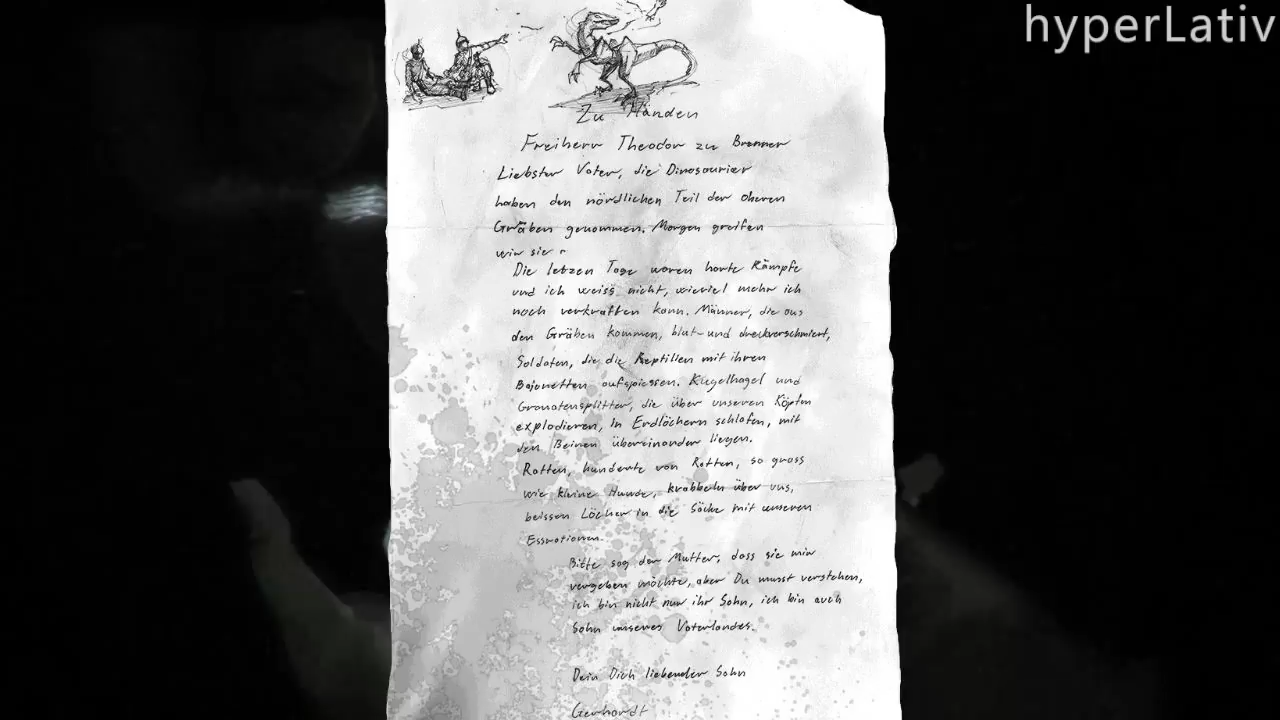 hyperLativ
Zu Händen
Freiherr Theodor zu Brenner
Liebster Vater, die Dinosaurier
haben den nördlichen Teil der oberen
Gräben genommen. Morgen greifen
wir sie
Die letzen Tage waren harte Kämpfe
und ich weiss nicht, wieviel mehr ich
noch verkraften kann. Männer, die aus
den Gräben kommen, blut- und dreckverschmiert,
Soldaten, die die Reptilien mit ihren
Bajonetten aufspiessen. Kugelhagel und
Granatensplitter, die über unseren Köpfen
explodieren, in Erdlöchern schlafen, mit
den Beinen übereinander liegen.
Ratten, hunderte von Ratten, so gross
wie kleine Hunde, krabbeln über uns,
beissen Löcher in die Säcke mit unseren
Essrationen.
Bitte sag der Mutter, dass sie mir
vergeben möchte, aber Du musst verstehen,
ich bin nicht nur ihr Sohn, ich bin auch
Sohn unseres Vaterlandes.
Dein Dich liebender Sohn
Gerhardt